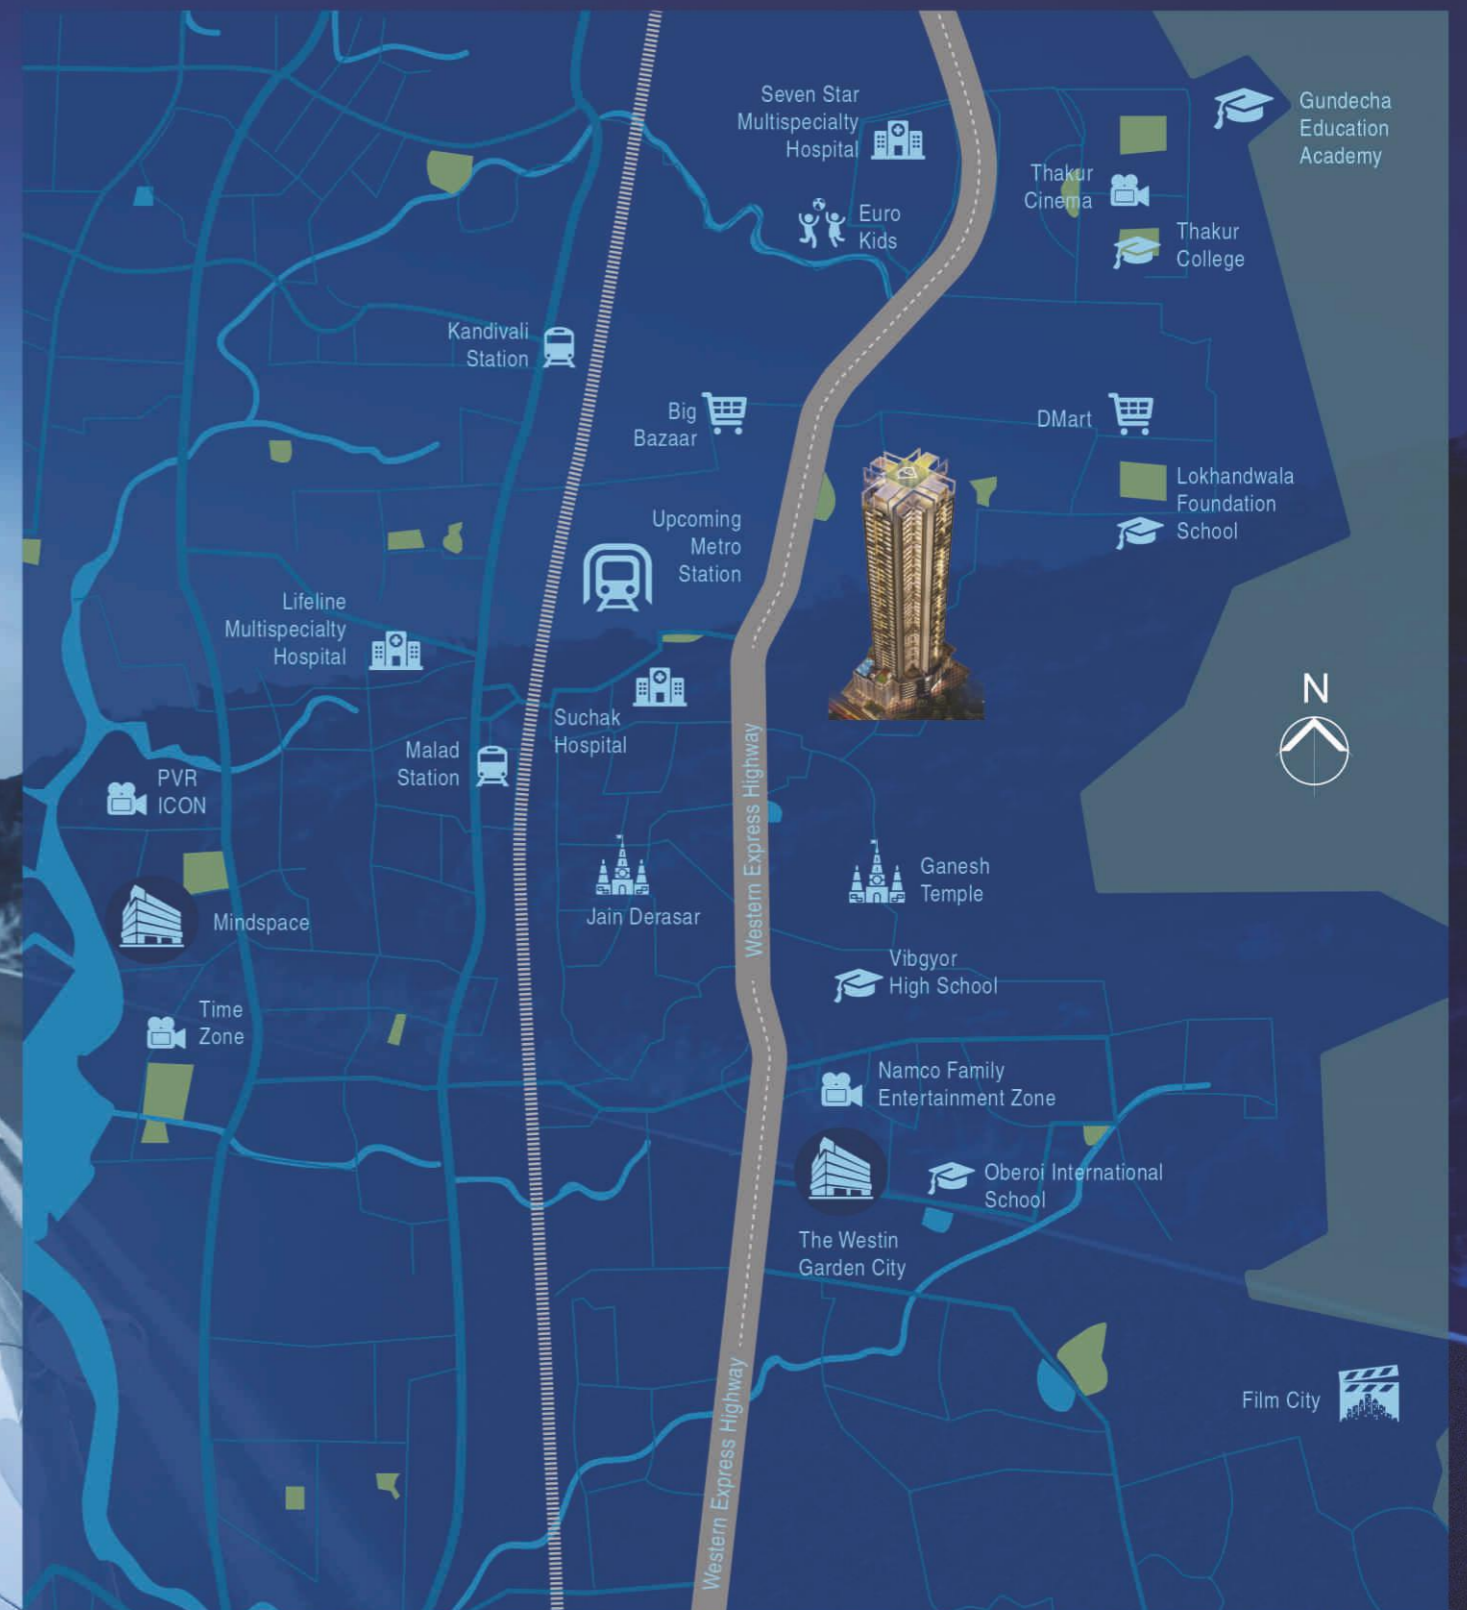 Seven Star
Multispecialty
Hospital
Gundecha
Education
Academy
Thakur
Cinema
Euro
Kids
Thakur
College
Kandivali
Station
Big
Bazaar
DMart
Lokhandwala
Foundation
School
Upcoming
Metro
Station
Lifeline
Multispecialty
Hospital
N
Suchak
Hospital
Malad
Station
PVR
ICON
Western Express Highway
Ganesh
Temple
Jain Derasar
Mindspace
Vibgyor
High School
Time
Zone
Namco Family
Entertainment Zone
Oberoi International
School
The Westin
Garden City
Film City
Western Express Highway